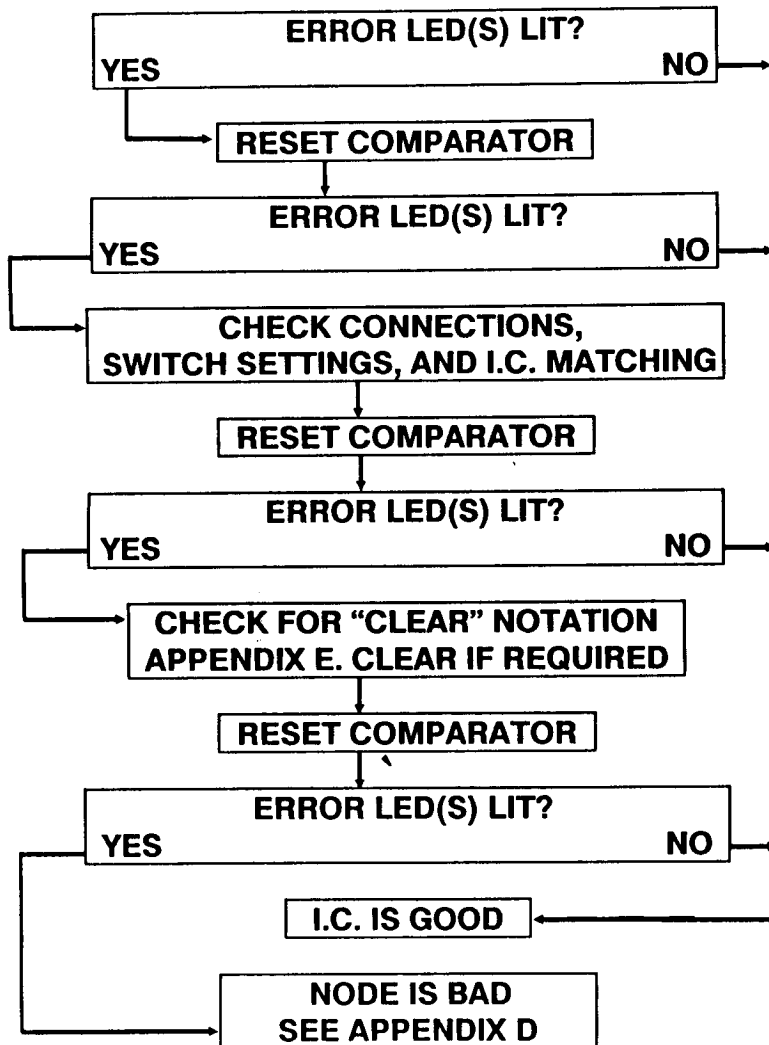 ERROR LED(S) LIT?
YES NO
RESET COMPARATOR
ERROR LED(S) LIT?
YES NO
CHECK CONNECTIONS,
SWITCH SETTINGS, AND I.C. MATCHING
RESET COMPARATOR
ERROR LED(S) LIT?
YES NO
CHECK FOR “CLEAR” NOTATION
APPENDIX E. CLEAR IF REQUIRED
RESET COMPARATOR
ERROR LED(S) LIT?
YES NO
I.C. IS GOOD
NODE IS BAD
SEE APPENDIX D